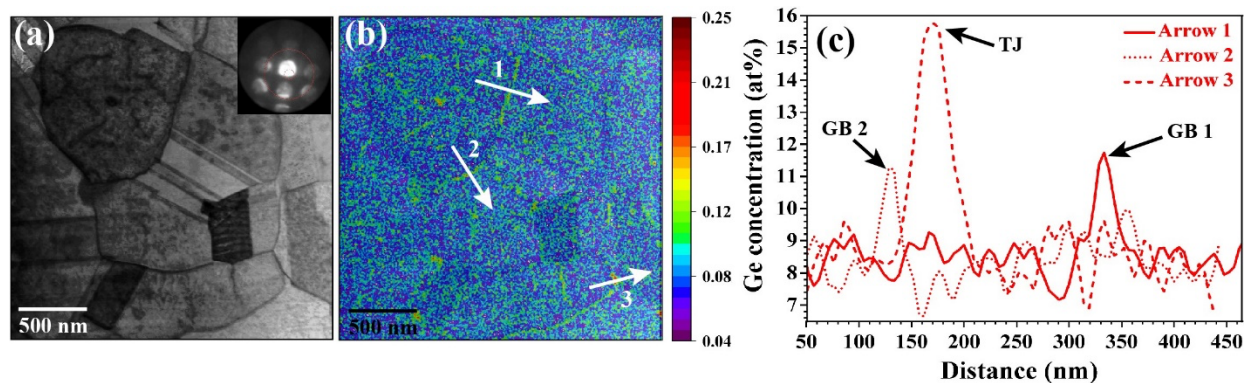 (a)
500 nm
(b)
1
2
3
500 nm
0.25
0.21
0.17
0.12
0.08
0.04
(c)
Ge concentration (at%)
16
15
14
13
12
11
10
9
8
7
50 100 150 200 250 300 350 400 450
Distance (nm)
TJ
GB 2
GB 1
Arrow 1
Arrow 2
Arrow 3